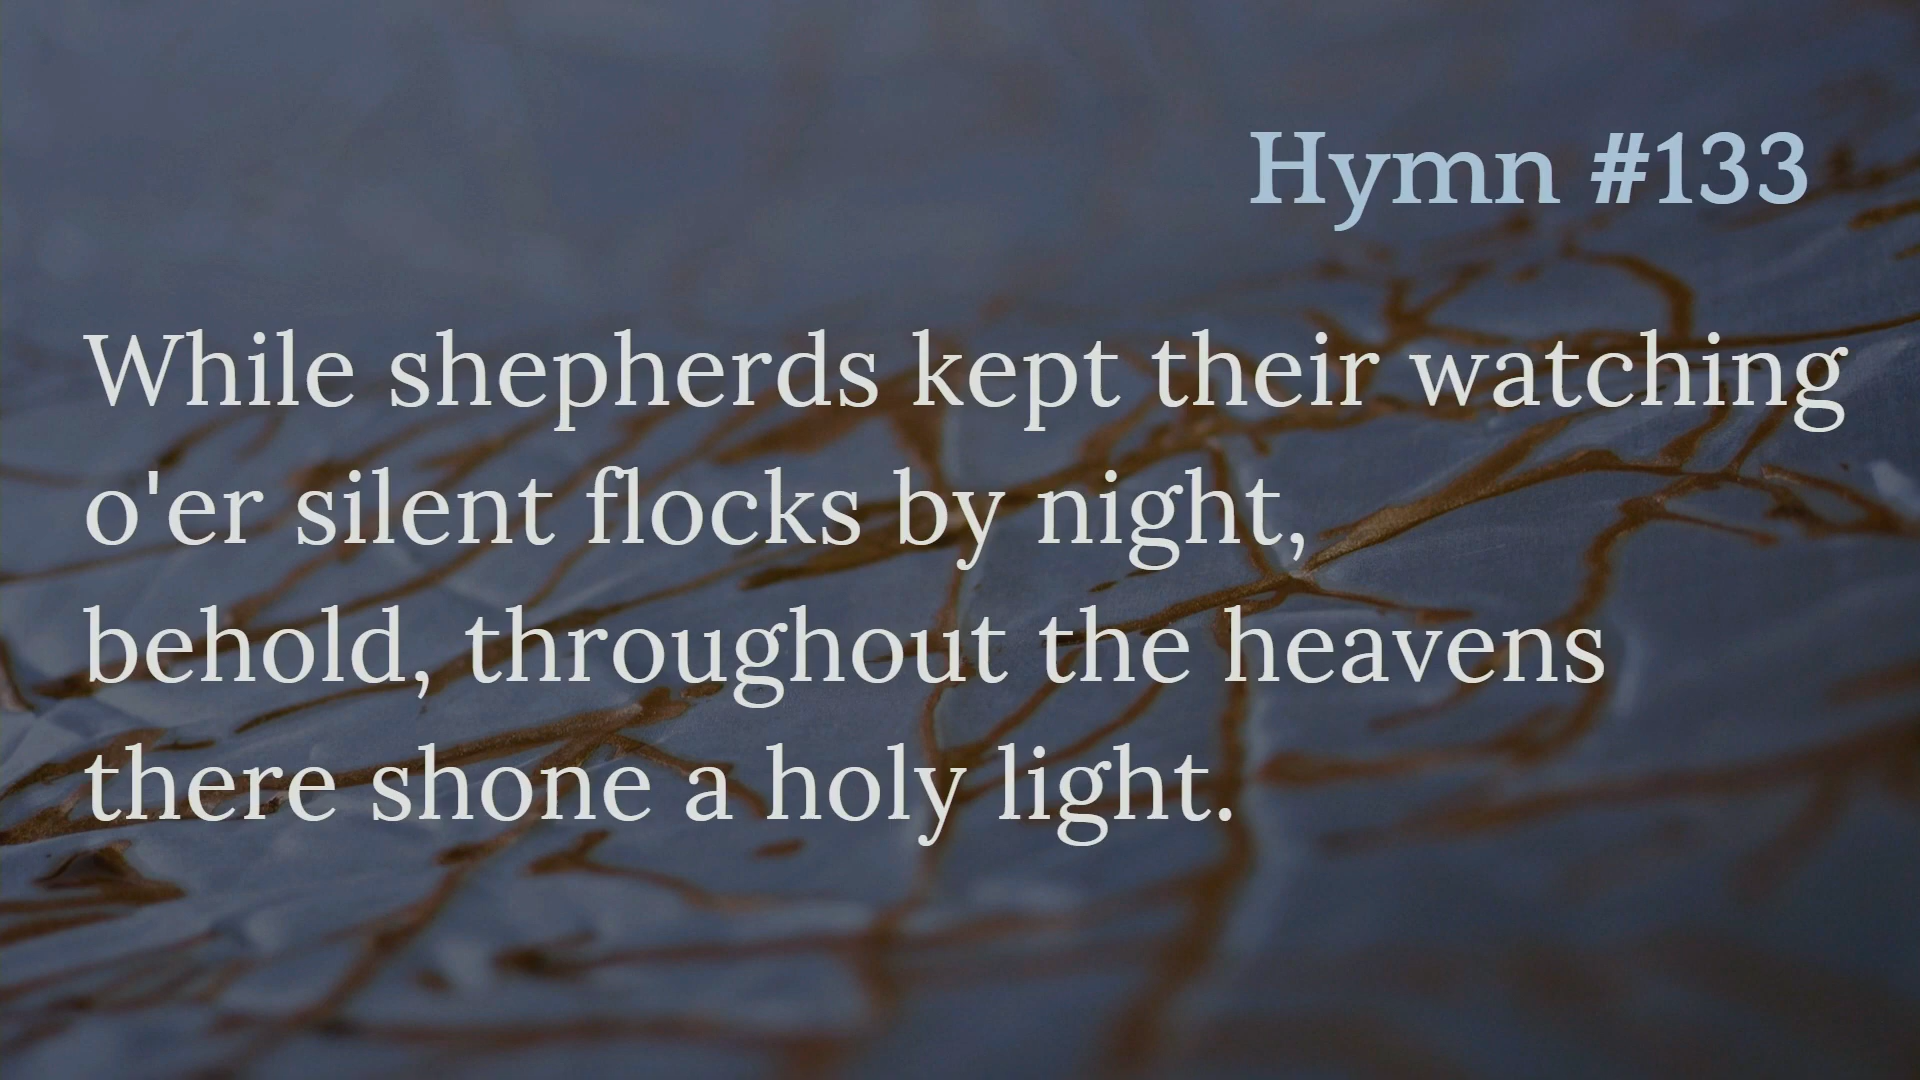 Hymn #133
While shepherds kept their watching
o'er silent flocks by night,
behold, throughout the heavens
there shone a holy light.